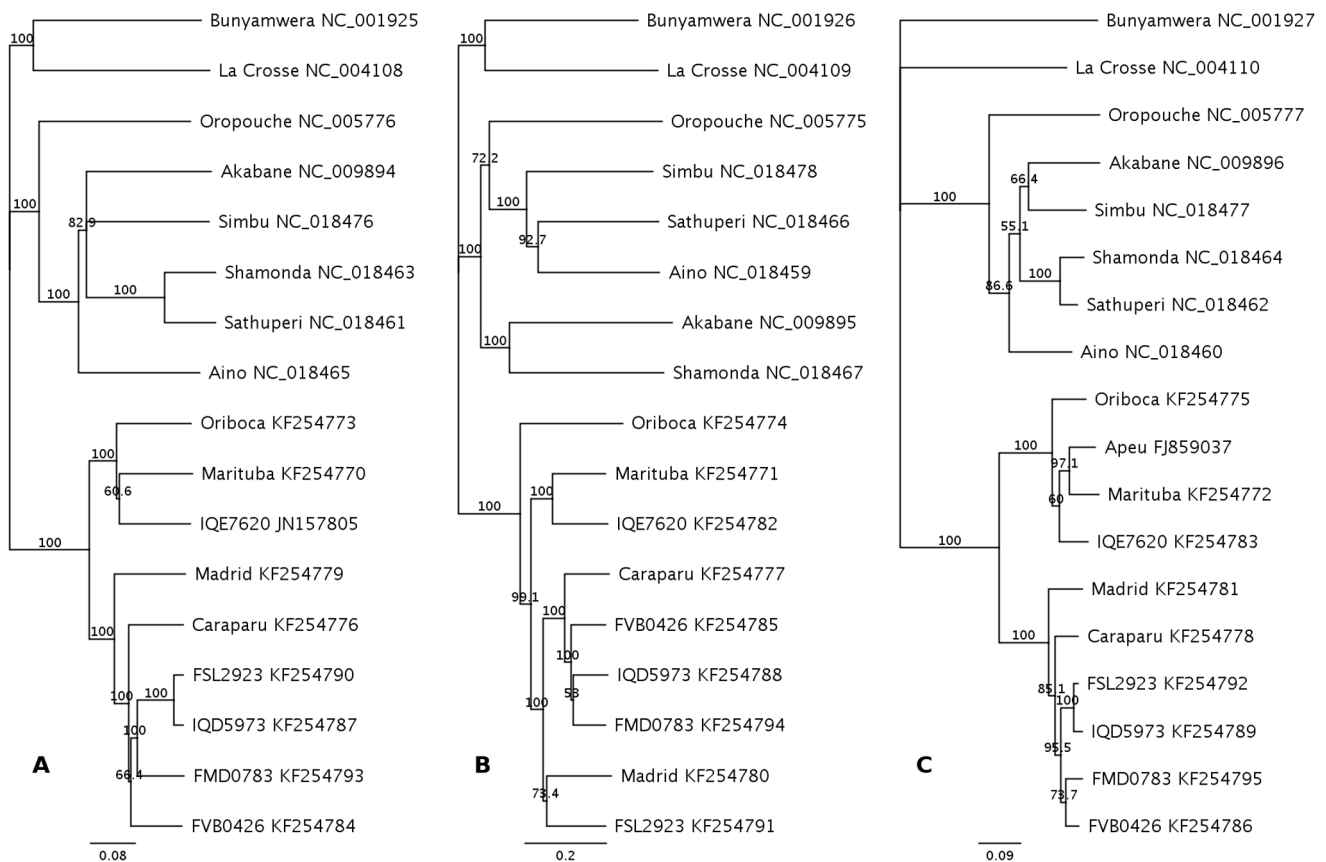 Bunyamwera NC_001925
100
La Crosse NC_004108
Oropouche NC_005776
Akabane NC_009894
100
82.9
Simbu NC_018476
Shamonda NC_018463
100
100
Sathuperi NC_018461
Aino NC_018465
Oriboca KF254773
100
Marituba KF254770
60.6
IQE7620 JN157805
100
Madrid KF254779
Caraparu KF254776
100
FSL2923 KF254790
100
100
IQD5973 KF254787
100
FMD0783 KF254793
66.4
FVB0426 KF254784
A
0.08
Bunyamwera NC_001926
100
La Crosse NC_004109
Oropouche NC_005775
72.2
Simbu NC_018478
100
Sathuperi NC_018466
92.7
100
Aino NC_018459
Akabane NC_009895
100
Shamonda NC_018467
Oriboca KF254774
Marituba KF254771
100
100
IQE7620 KF254782
Caraparu KF254777
99.1
100
FVB0426 KF254785
100
IQD5973 KF254788
53
100
FMD0783 KF254794
Madrid KF254780
73.4
FSL2923 KF254791
B
0.2
Bunyamwera NC_001927
La Crosse NC_004110
Oropouche NC_005777
Akabane NC_009896
66.4
100
Simbu NC_018477
55.1
Shamonda NC_018464
100
86.6
Sathuperi NC_018462
Aino NC_018460
Oriboca KF254775
100
Apeu FJ859037
97.1
Marituba KF254772
60
IQE7620 KF254783
100
Madrid KF254781
Caraparu KF254778
100
FSL2923 KF254792
85.1
100
IQD5973 KF254789
95.5
FMD0783 KF254795
73.7
FVB0426 KF254786
C
0.09